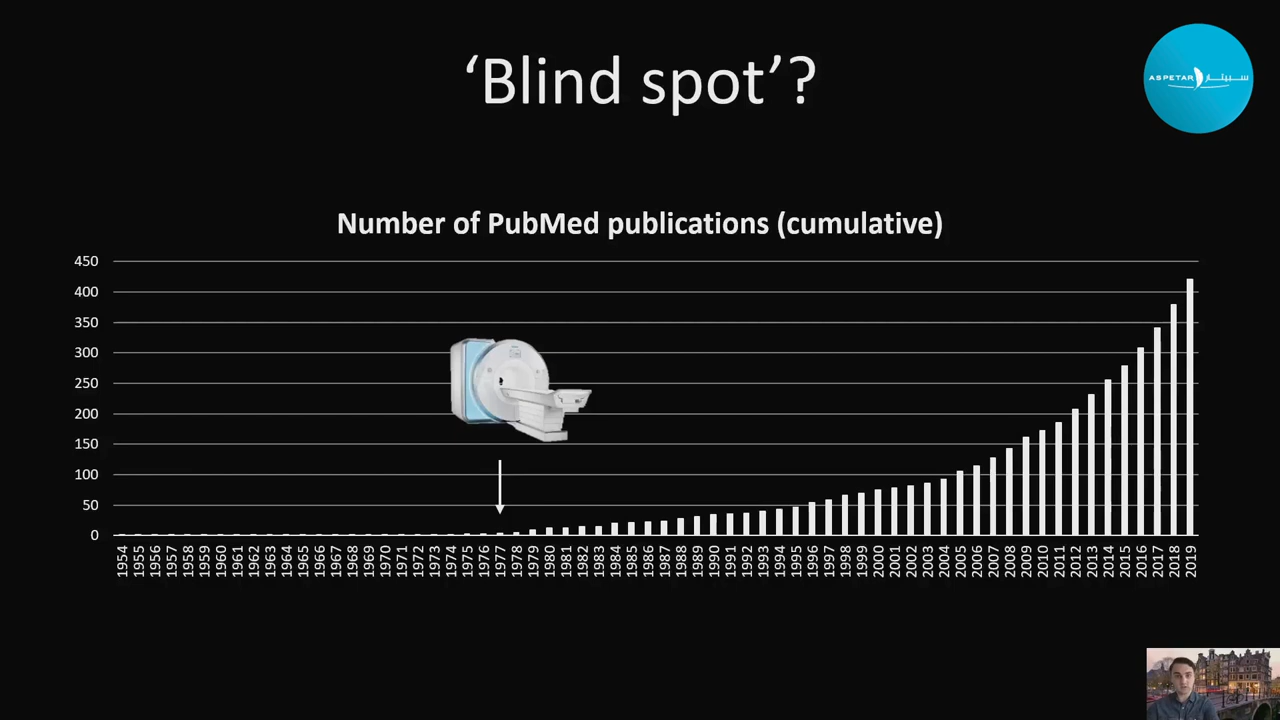 ‘Blind spot’?
ASPETAR سبيتار
Number of PubMed publications (cumulative)
450
400
350
300
250
200
150
100
50
0
1954 1955 1956 1957 1958 1959 1960 1961 1962 1963 1964 1965 1966 1967 1968 1969 1970 1971 1972 1973 1974 1975 1976 1977 1978 1979 1980 1981 1982 1983 1984 1985 1986 1987 1988 1989 1990 1991 1992 1993 1994 1995 1996 1997 1998 1999 2000 2001 2002 2003 2004 2005 2006 2007 2008 2009 2010 2011 2012 2013 2014 2015 2016 2017 2018 2019